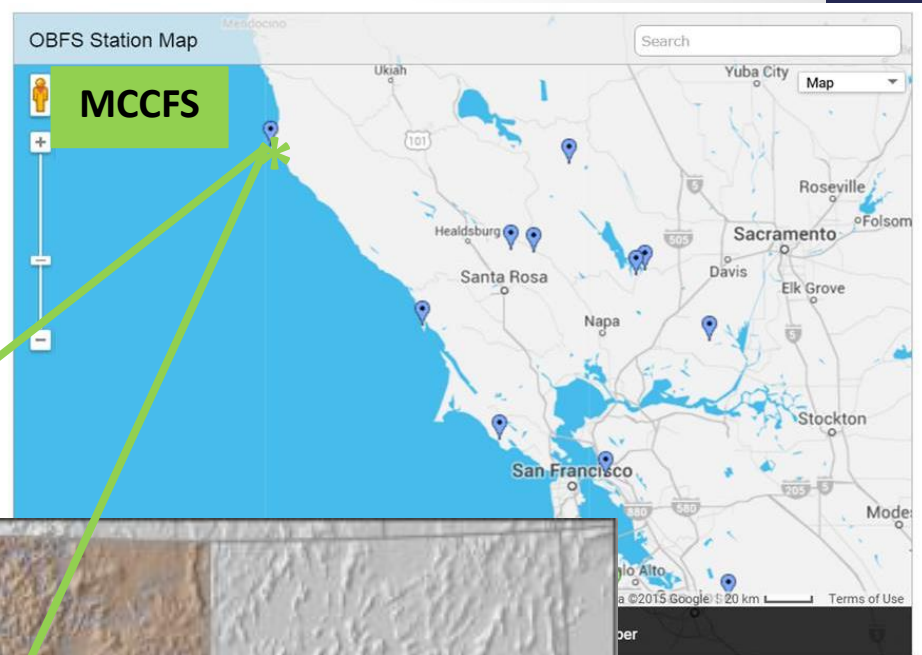 Mendocino
OBFS Station Map
Search
Ukiah
Yuba City
Map
MCCFS
101
5
Roseville
Healdsburg
505
Sacramento
Folsom
Santa Rosa
Davis
Elk Grove
Napa
5
Stockton
San Francisco
205
5
880
580
Mode
lo Alto
a ©2015 Google
20 km
Terms of Use
ber